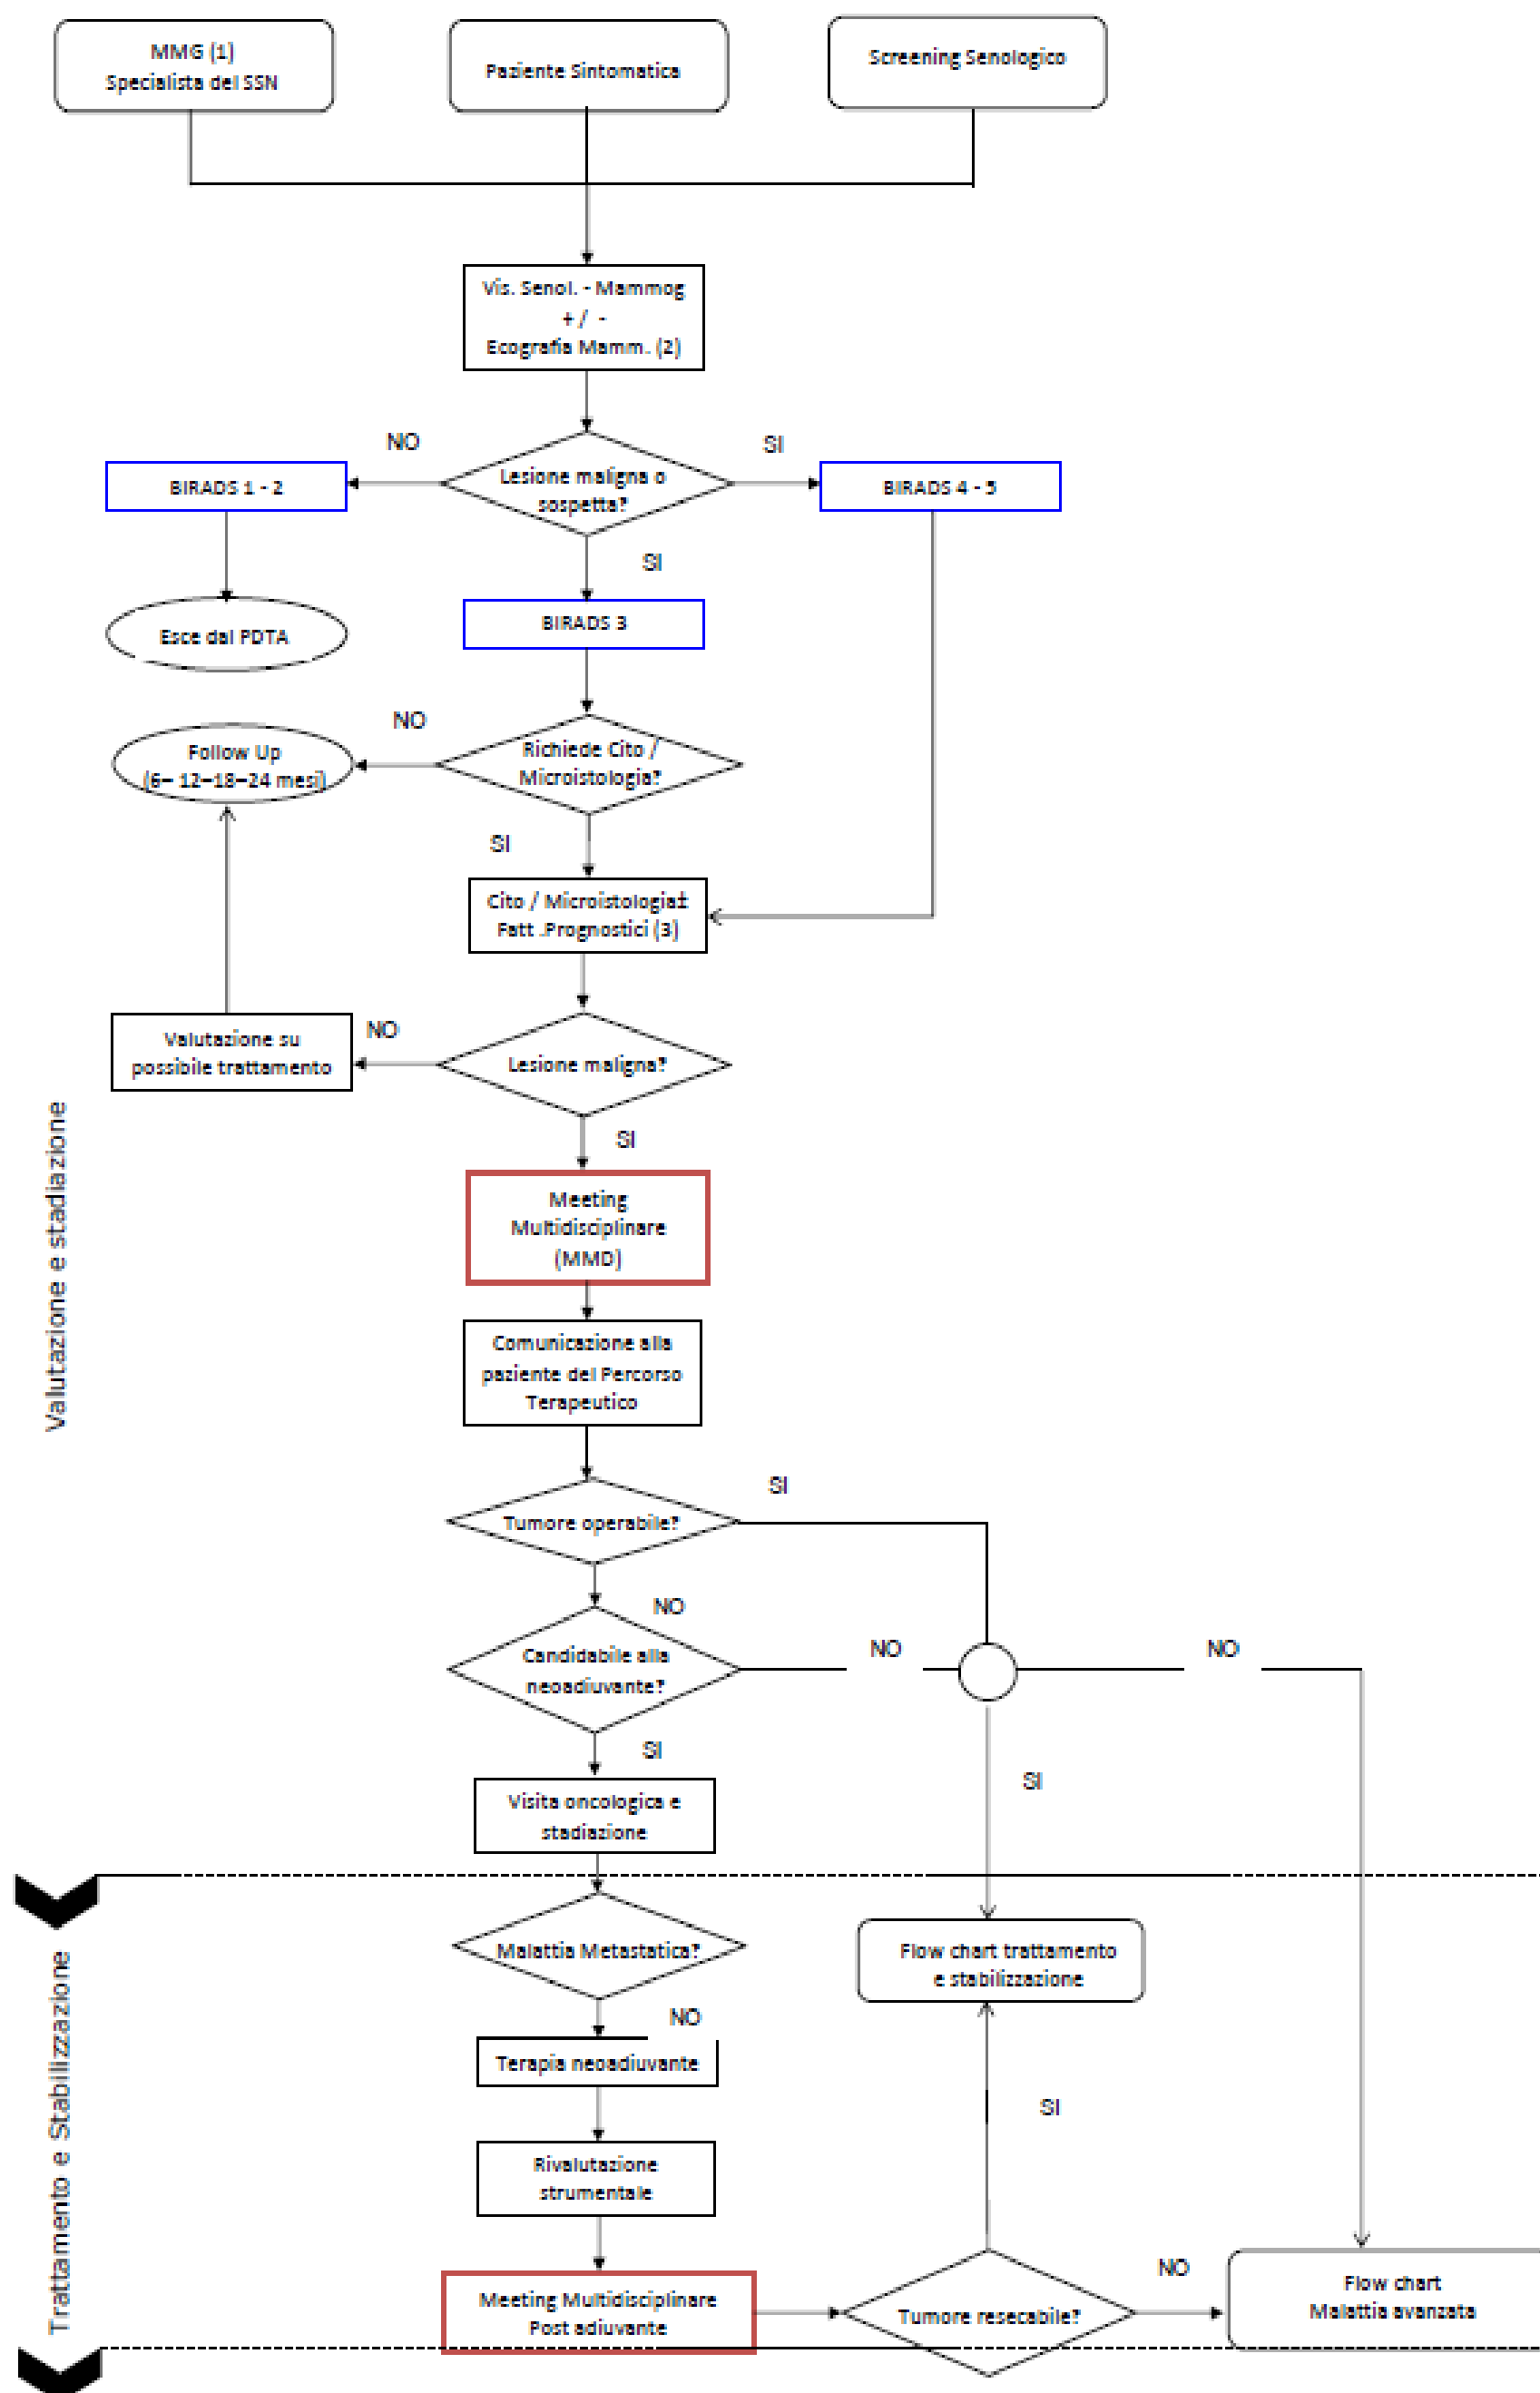 MMG (1)
Specialista del SSN
Paziente Sintomatica
Screening Senologico
Vis. Senol. - Mammog
+ / -
Ecografia Mamm. (2)
NO
SI
Lesione maligna o
sospetta?
BIRADS 1 - 2
BIRADS 4 - 5
SI
Esce dal PDTA
BIRADS 3
NO
Follow Up
(6– 12–18–24 mesi)
Richiede Cito /
Microistologia?
SI
Cito / Microistologia±
Fatt .Prognostici (3)
Valutazione su
possibile trattamento
NO
Lesione maligna?
SI
Valutazione e stadiazione
Meeting
Multidisciplinare
(MMD)
Comunicazione alla
paziente del Percorso
Terapeutico
SI
Tumore operabile?
NO
Candidabile alla
neoadiuvante?
NO
NO
SI
SI
Visita oncologica e
stadiazione
Malattia Metastatica?
Flow chart trattamento
e stabilizzazione
NO
Trattamento e Stabilizzazione
Terapia neoadiuvante
SI
Rivalutazione
strumentale
Meeting Multidisciplinare
Post adiuvante
Tumore resecabile?
NO
Flow chart
Malattia avanzata